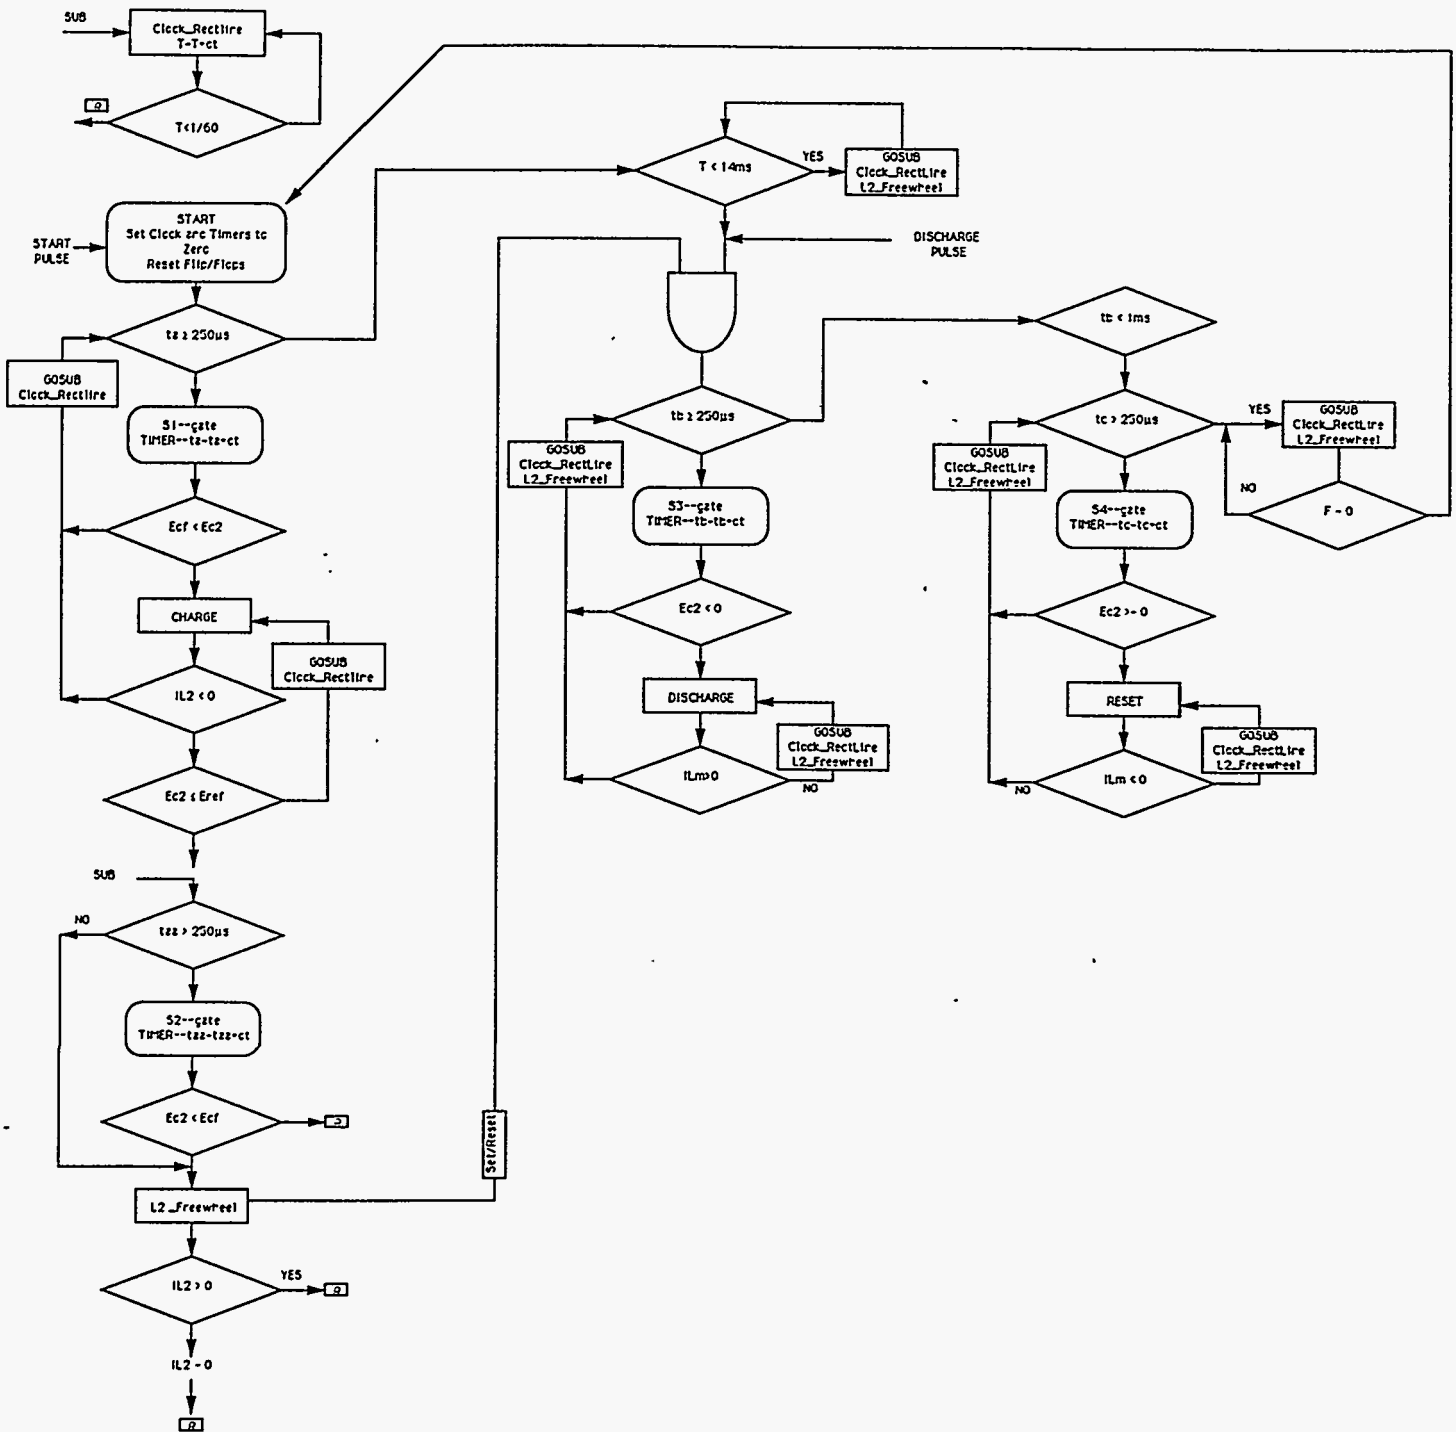 SUB
Clock_Rectline
T=T+ct
R
T<1/60
START
Set Clock and Timers to
Zero
Reset Flip/Flops
START
PULSE
ta ≥ 250µs
GOSUB
Clock_Rectline
S1--gate
TIMER--ta=ta+ct
Ecf < Ec2
CHARGE
GOSUB
Clock_Rectline
IL2 < 0
Ec2 ≤ Eref
SUB
NO
taa > 250µs
S2--gate
TIMER--taa=taa+ct
Ec2 < Ecf
L2_Freewheel
IL2 > 0
YES
R
IL2 = 0
R
Set/Reset
T < 14ms
YES
GOSUB
Clock_RectLine
L2_Freewheel
DISCHARGE
PULSE
tb ≥ 250µs
GOSUB
Clock_RectLine
L2_Freewheel
S3--gate
TIMER--tb=tb+ct
Ec2 < 0
DISCHARGE
GOSUB
Clock_RectLine
L2_Freewheel
ILm>0
NO
tb < 1ms
tc > 250µs
YES
GOSUB
Clock_RectLine
L2_Freewheel
GOSUB
Clock_RectLine
L2_Freewheel
NO
F = 0
S4--gate
TIMER--tc=tc+ct
Ec2 >= 0
RESET
GOSUB
Clock_RectLine
L2_Freewheel
ILm < 0
NO